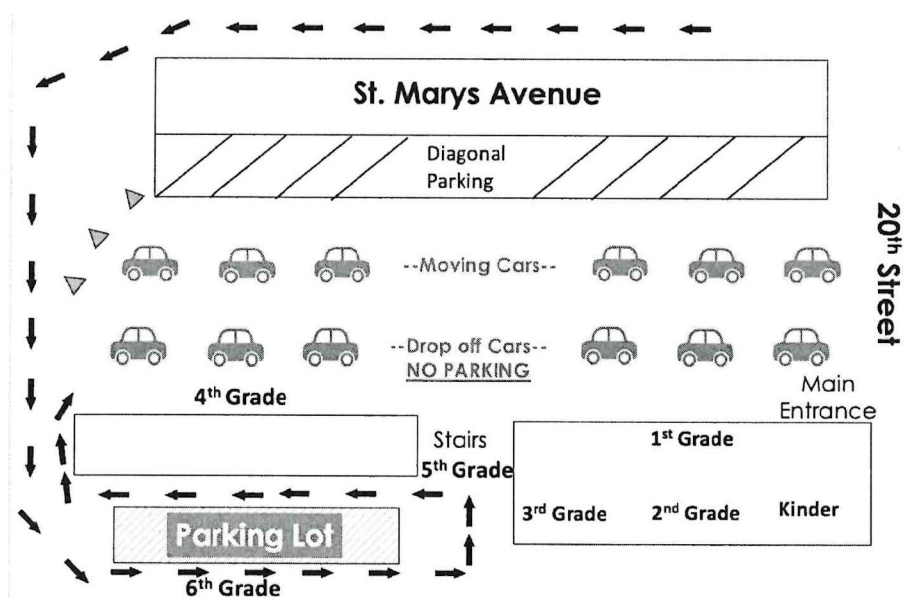 St. Marys Avenue
Diagonal
Parking
20th Street
--Moving Cars--
--Drop off Cars--
NO PARKING
Main
Entrance
4th Grade
Stairs
5th Grade
1st Grade
3rd Grade
2nd Grade
Kinder
Parking Lot
6th Grade